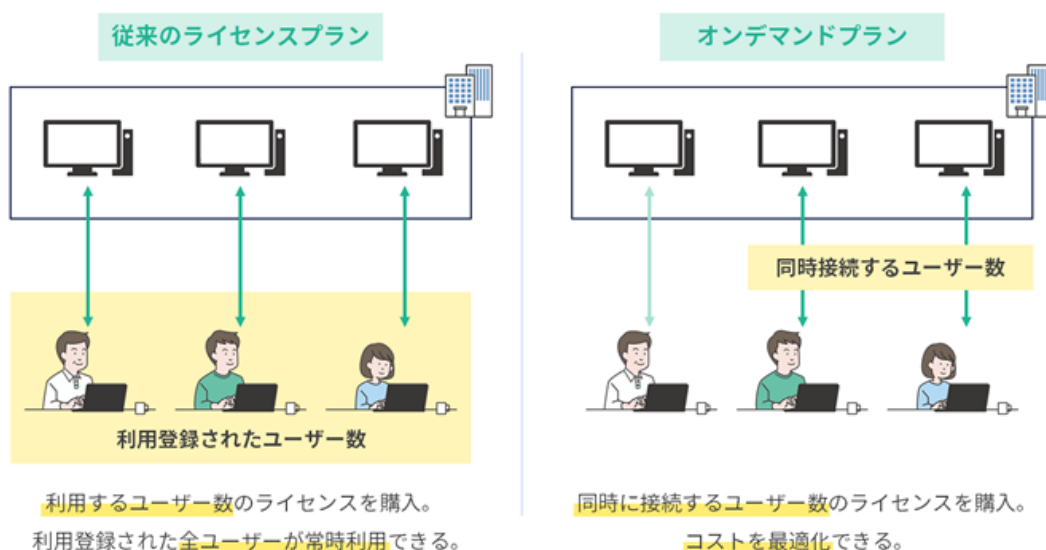 従来のライセンスプラン
利用登録されたユーザー数
利用するユーザー数のライセンスを購入。
利用登録された全ユーザーが常時利用できる。
オンデマンドプラン
同時接続するユーザー数
同時に接続するユーザー数のライセンスを購入。
コストを最適化できる。